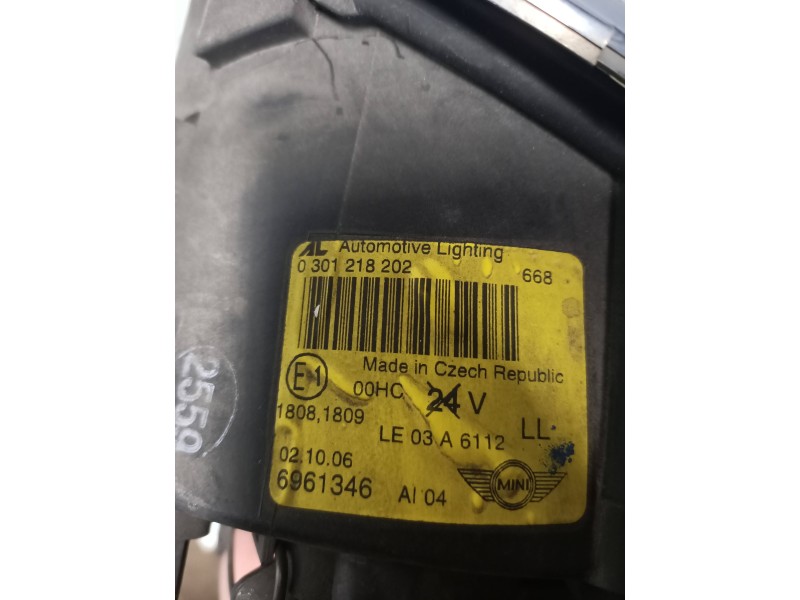 AL Automotive Lighting
0 301 218 202 668
Made in Czech Republic
E1 00HC 24 V
1808,1809 LE 03 A 6112 LL
02.10.06
6961346 AI 04 MINI
2559